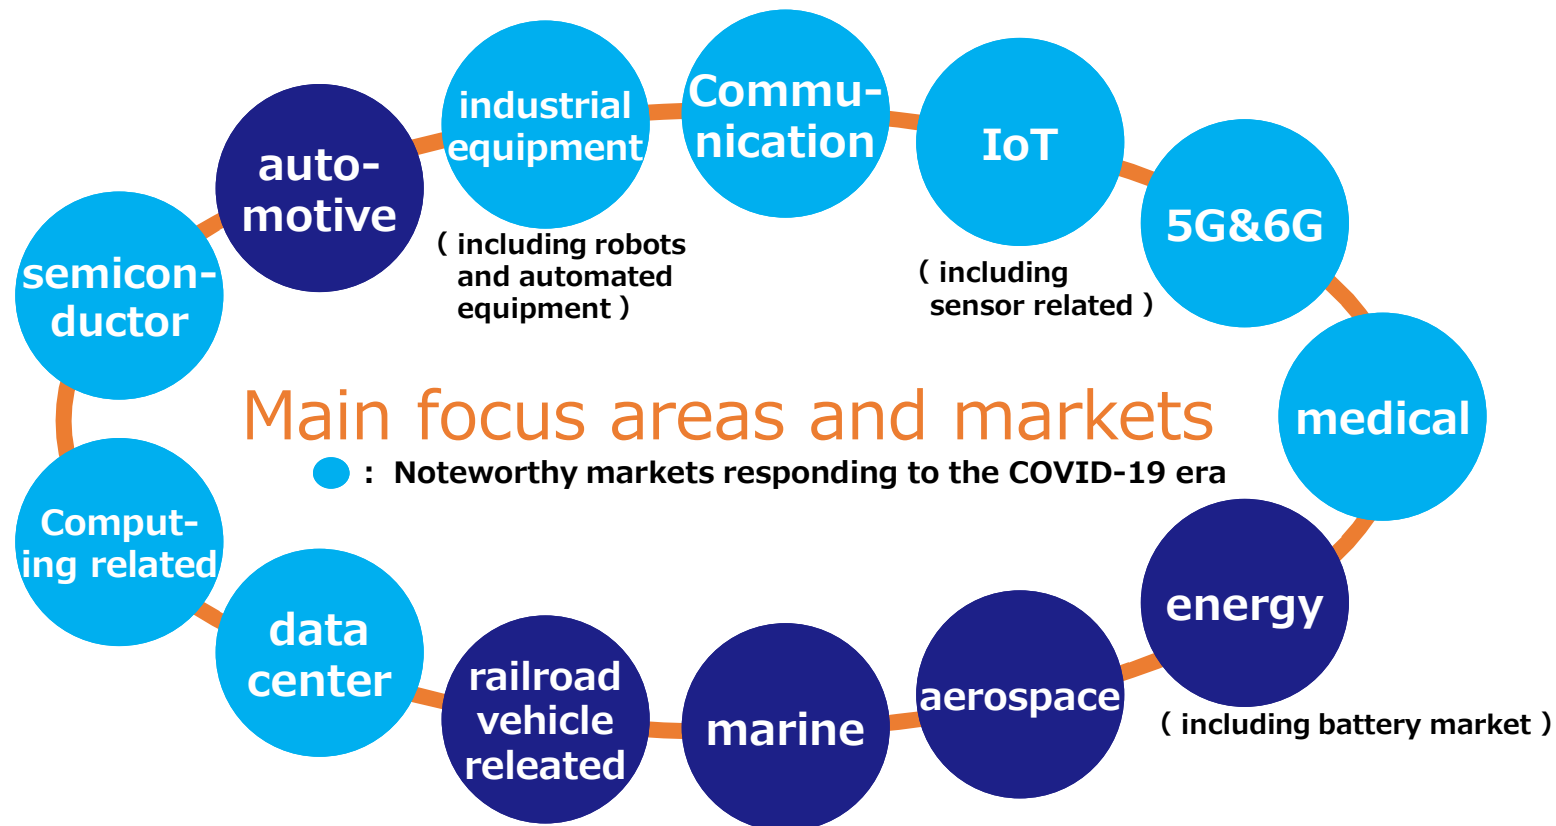 industrial
equipment
( including robots
and automated
equipment )
Commu-
nication
IoT
( including
sensor related )
5G&6G
auto-
motive
semicon-
ductor
medical
Main focus areas and markets
: Noteworthy markets responding to the COVID-19 era
Comput-
ing related
data
center
railroad
vehicle
releated
marine
aerospace
energy
( including battery market )